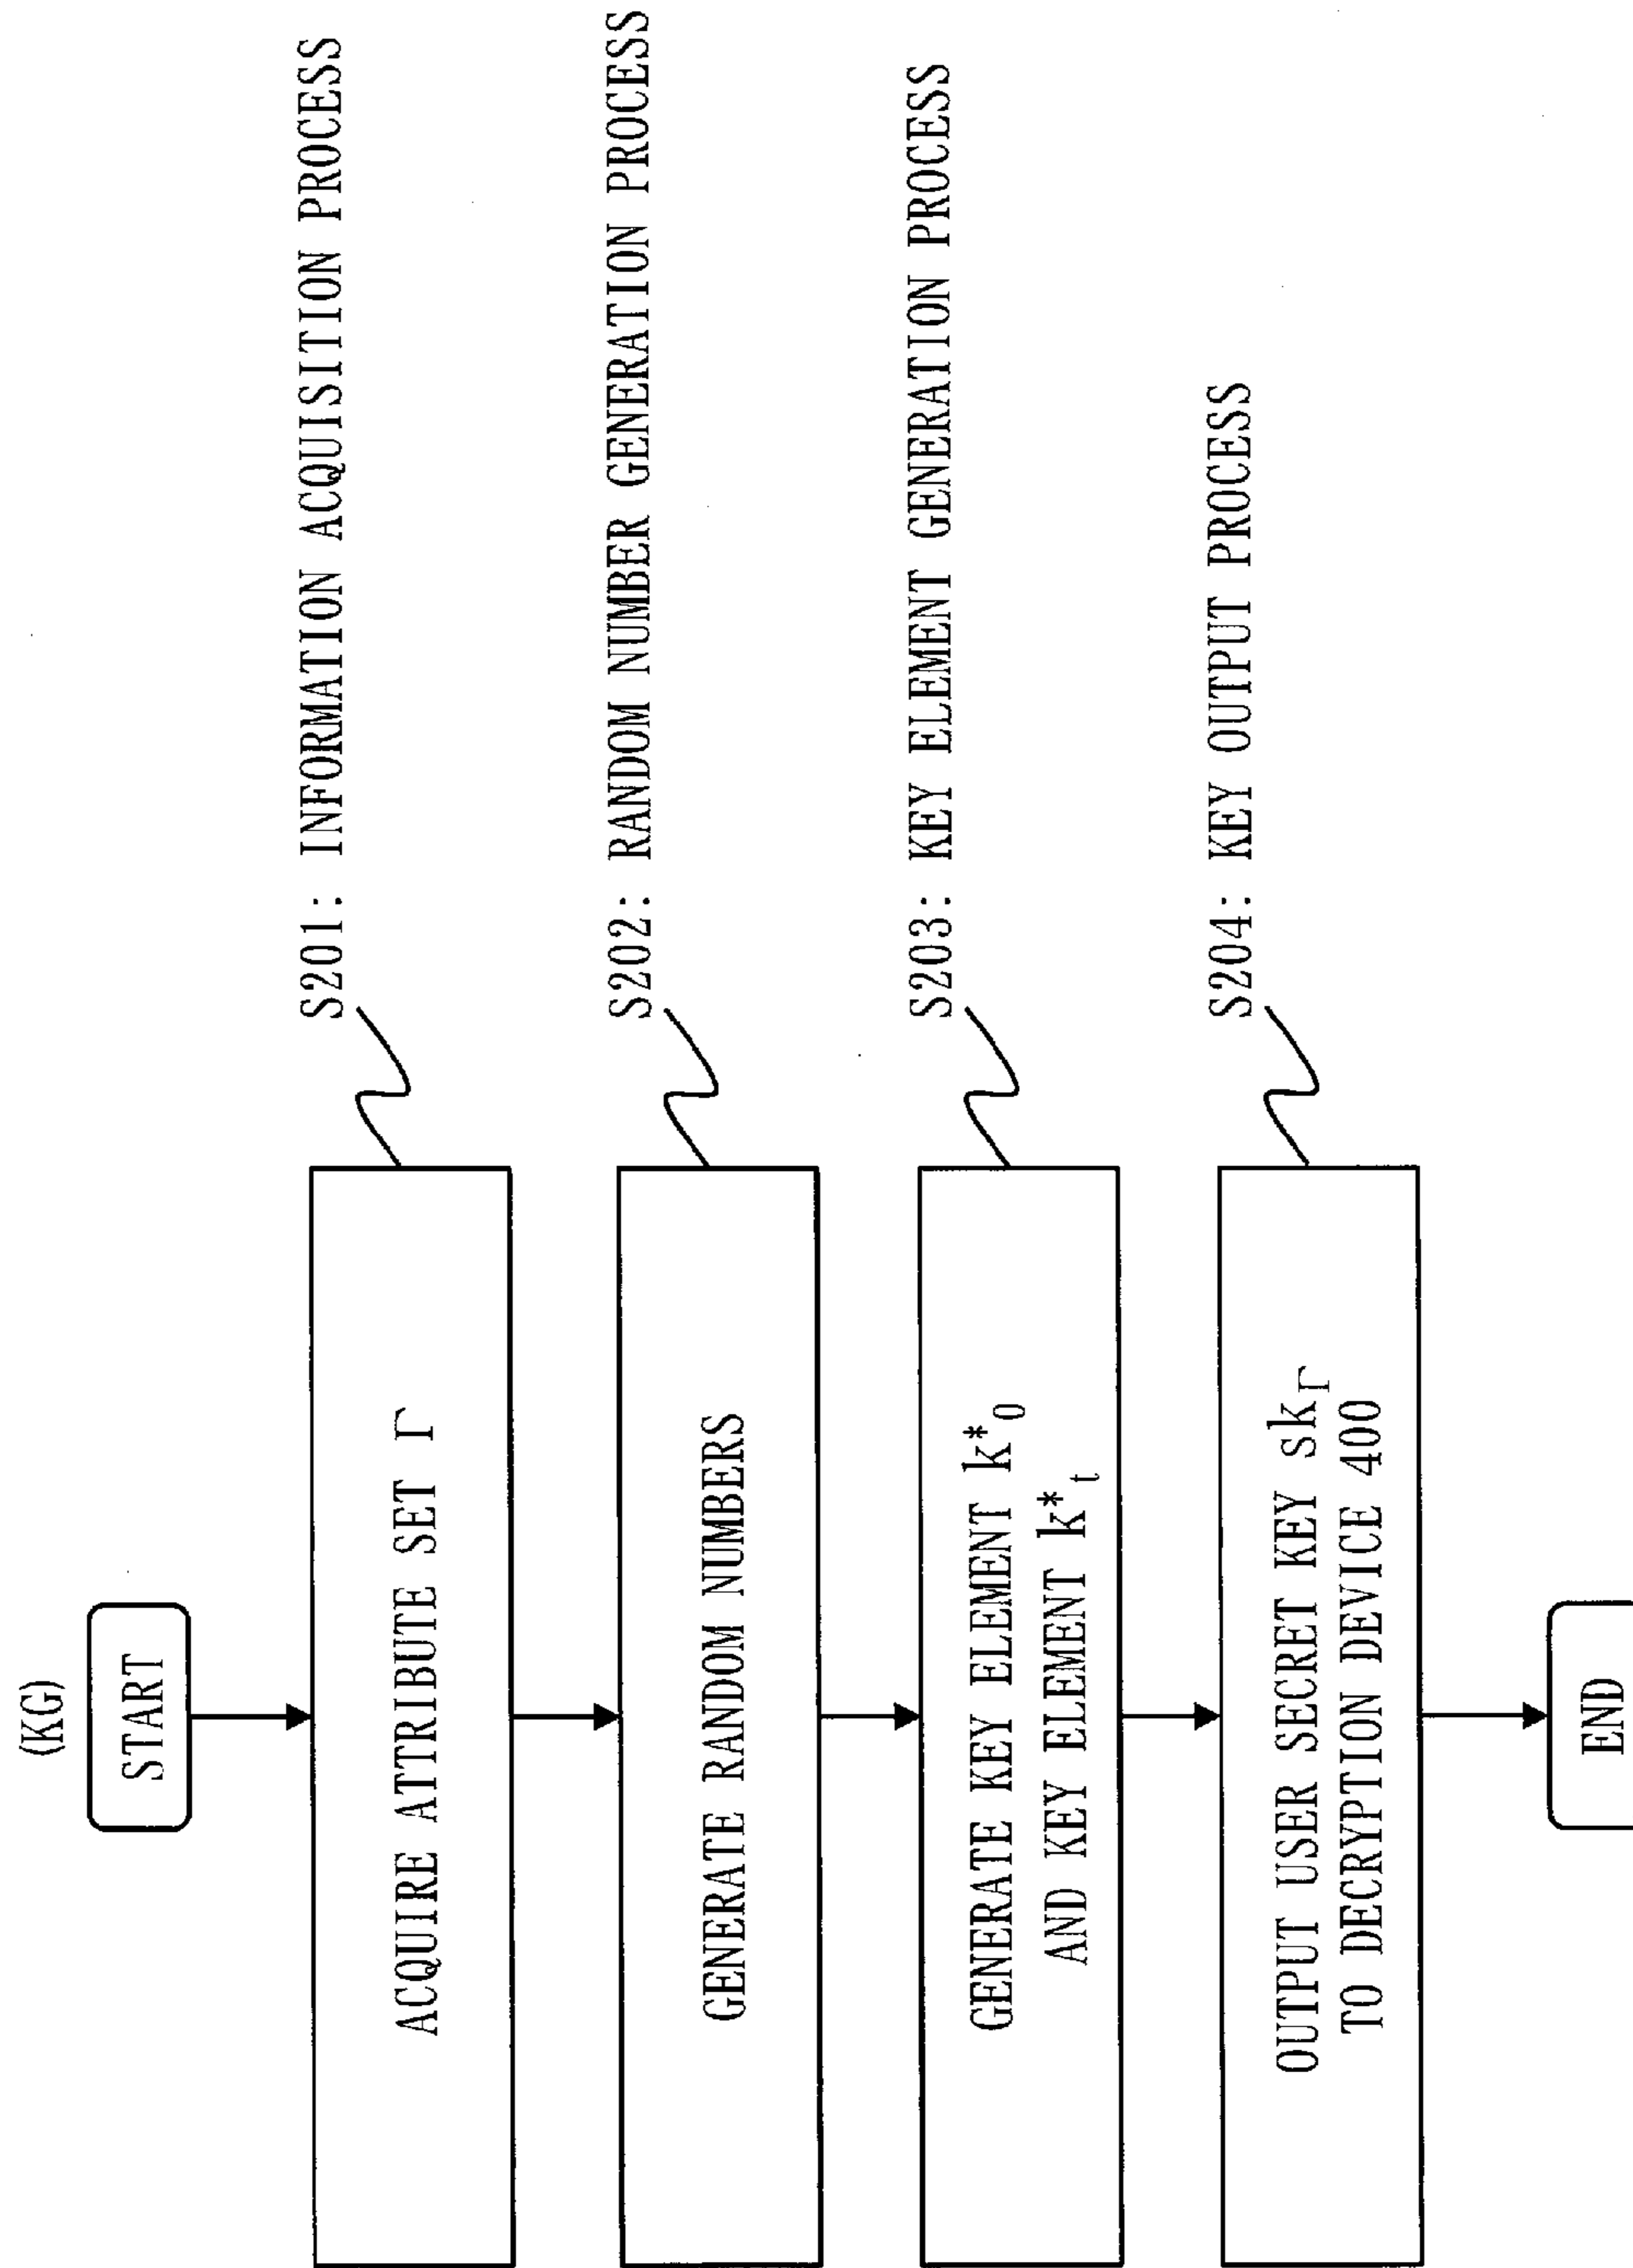 (KG)
START
ACQUIRE ATTRIBUTE SET Γ
S201: INFORMATION ACQUISITION PROCESS
GENERATE RANDOM NUMBERS
S202: RANDOM NUMBER GENERATION PROCESS
GENERATE KEY ELEMENT k*0
AND KEY ELEMENT k*t
S203: KEY ELEMENT GENERATION PROCESS
OUTPUT USER SECRET KEY skΓ
TO DECRYPTION DEVICE 400
S204: KEY OUTPUT PROCESS
END